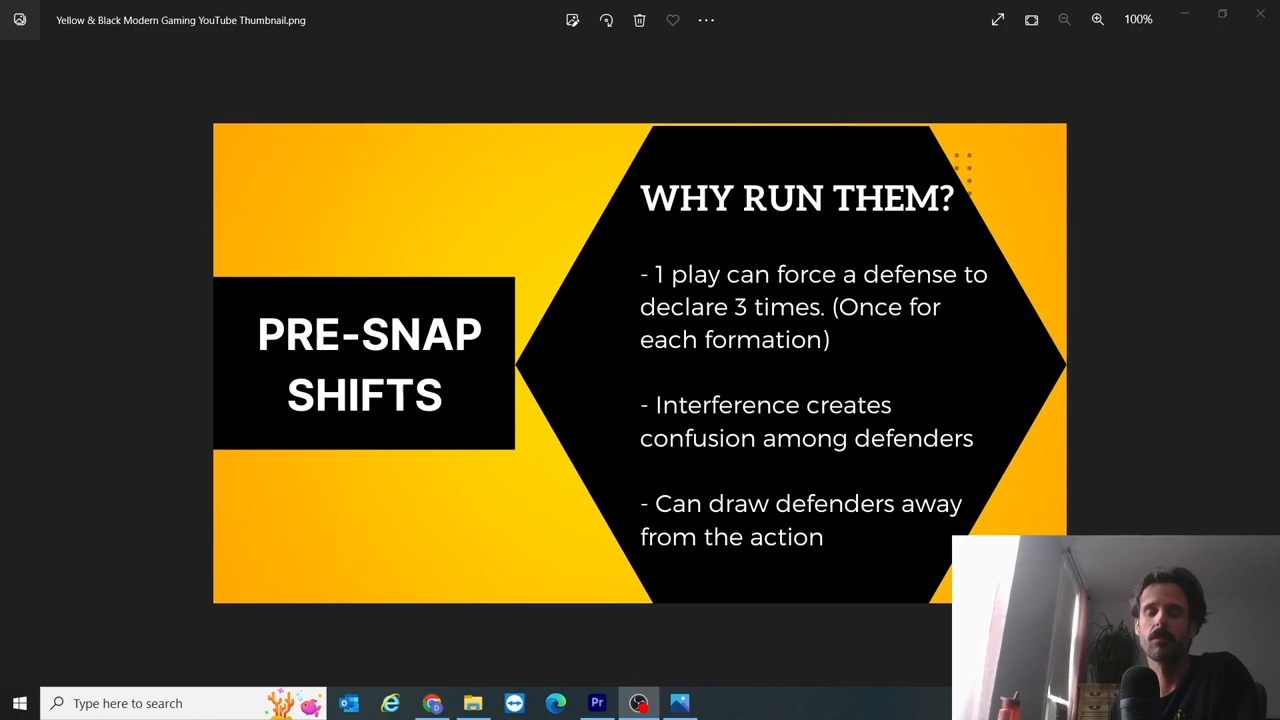 Yellow & Black Modern Gaming YouTube Thumbnail.png
100%
WHY RUN THEM?
- 1 play can force a defense to
declare 3 times. (Once for
each formation)
PRE-SNAP
SHIFTS
- Interference creates
confusion among defenders
- Can draw defenders away
from the action
Type here to search
Pr